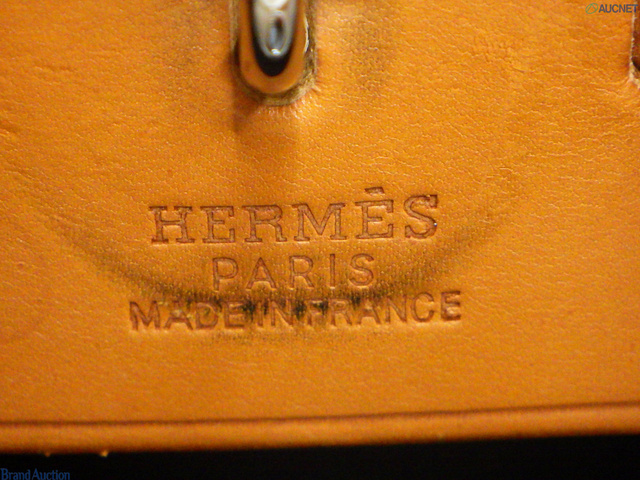 AUCNET
HERMÈS
PARIS
MADE IN FRANCE
Brand Auction